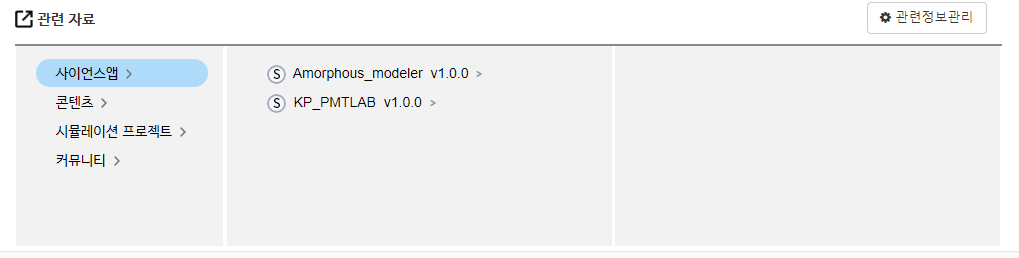 관련 자료
관련정보관리
사이언스앱
콘텐츠
시뮬레이션 프로젝트
커뮤니티
S Amorphous_modeler v1.0.0
S KP_PMTLAB v1.0.0